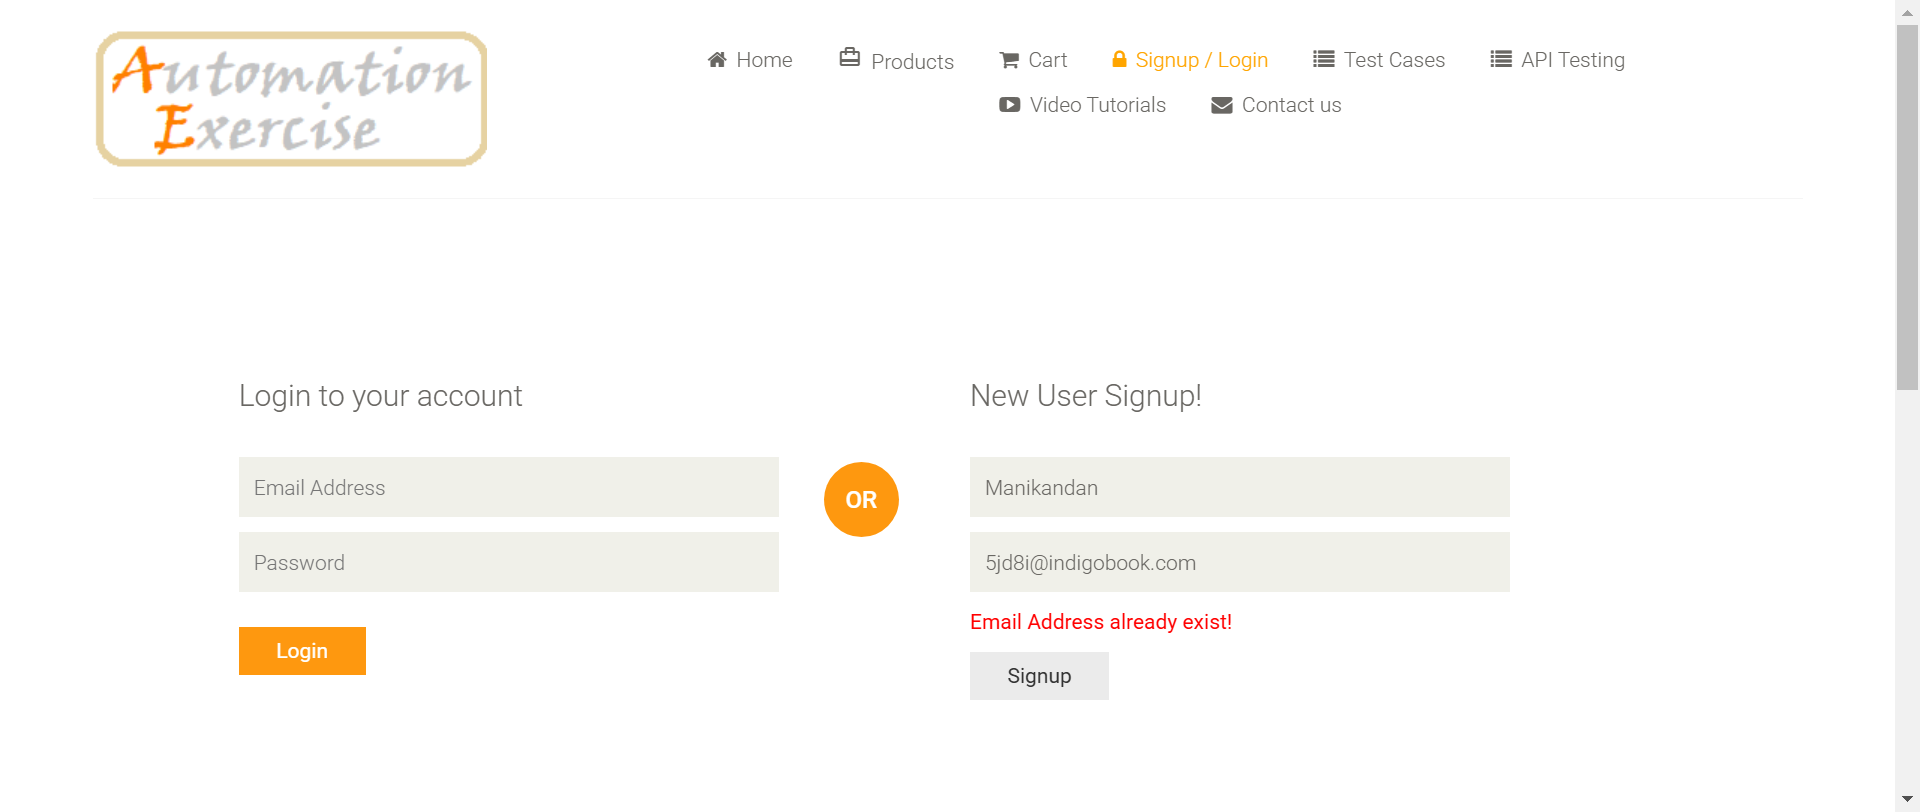 Automation
Exercise
Home
Products
Cart
Signup / Login
Test Cases
API Testing
Video Tutorials
Contact us
Login to your account
Email Address
Password
Login
OR
New User Signup!
Manikandan
5jd8i@indigobook.com
Email Address already exist!
Signup